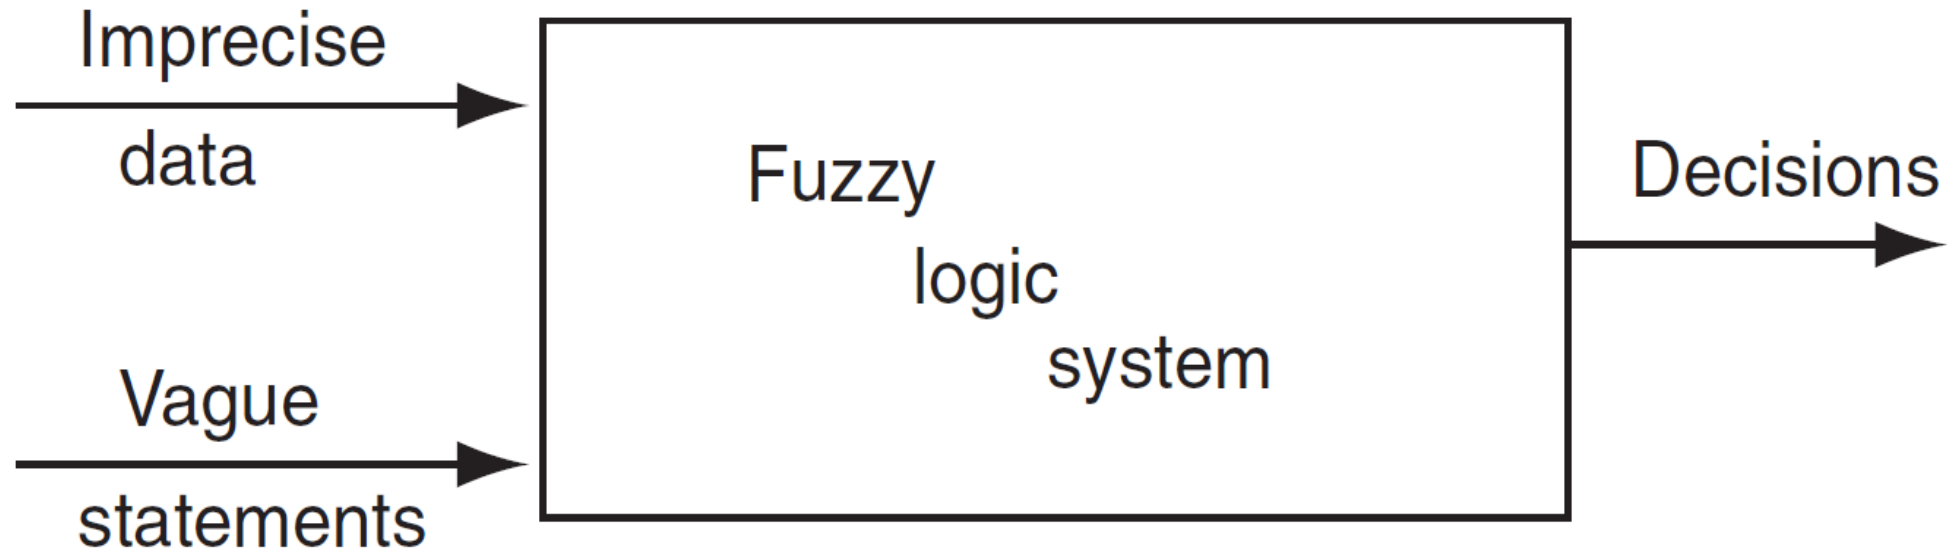 Imprecise
data
Vague
statements
Fuzzy
logic
system
Decisions